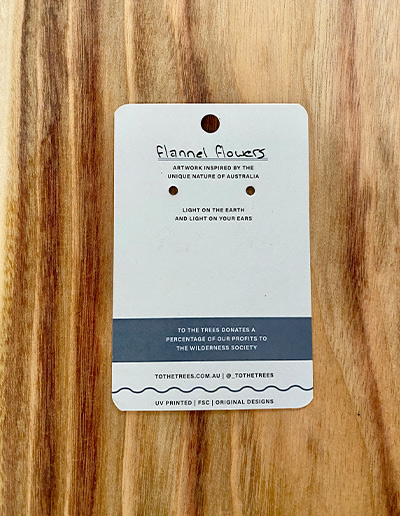 Flannel Flowers
ARTWORK INSPIRED BY THE
UNIQUE NATURE OF AUSTRALIA
LIGHT ON THE EARTH
AND LIGHT ON YOUR EARS
TO THE TREES DONATES A
PERCENTAGE OF OUR PROFITS TO
THE WILDERNESS SOCIETY
TOTHETREES.COM.AU | @_TOTHETREES
UV PRINTED | FSC | ORIGINAL DESIGNS